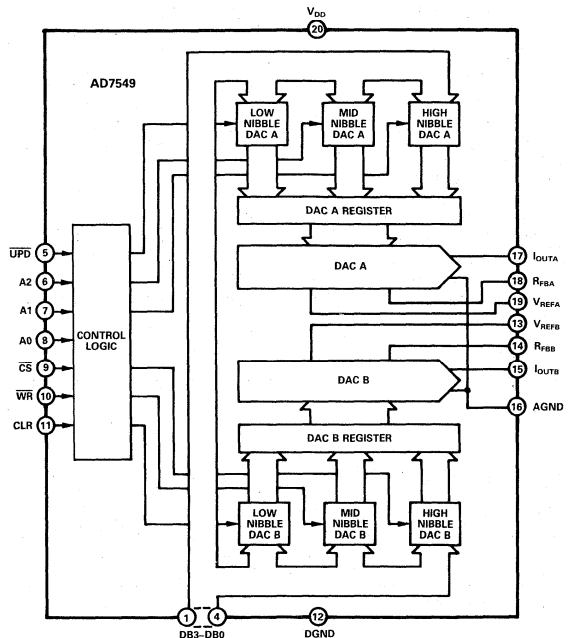 V_DD
20
AD7549
LOW NIBBLE DAC A
MID NIBBLE DAC A
HIGH NIBBLE DAC A
DAC A REGISTER
DAC A
17 I_OUTA
18 R_FBA
19 V_REFA
13 V_REFB
14 R_FBB
15 I_OUTB
16 AGND
U̅P̅D̅ 5
A2 6
A1 7
A0 8
C̅S̅ 9
W̅R̅ 10
CLR 11
CONTROL
LOGIC
DAC B
DAC B REGISTER
LOW NIBBLE DAC B
MID NIBBLE DAC B
HIGH NIBBLE DAC B
1 4 12
DB3–DB0 DGND